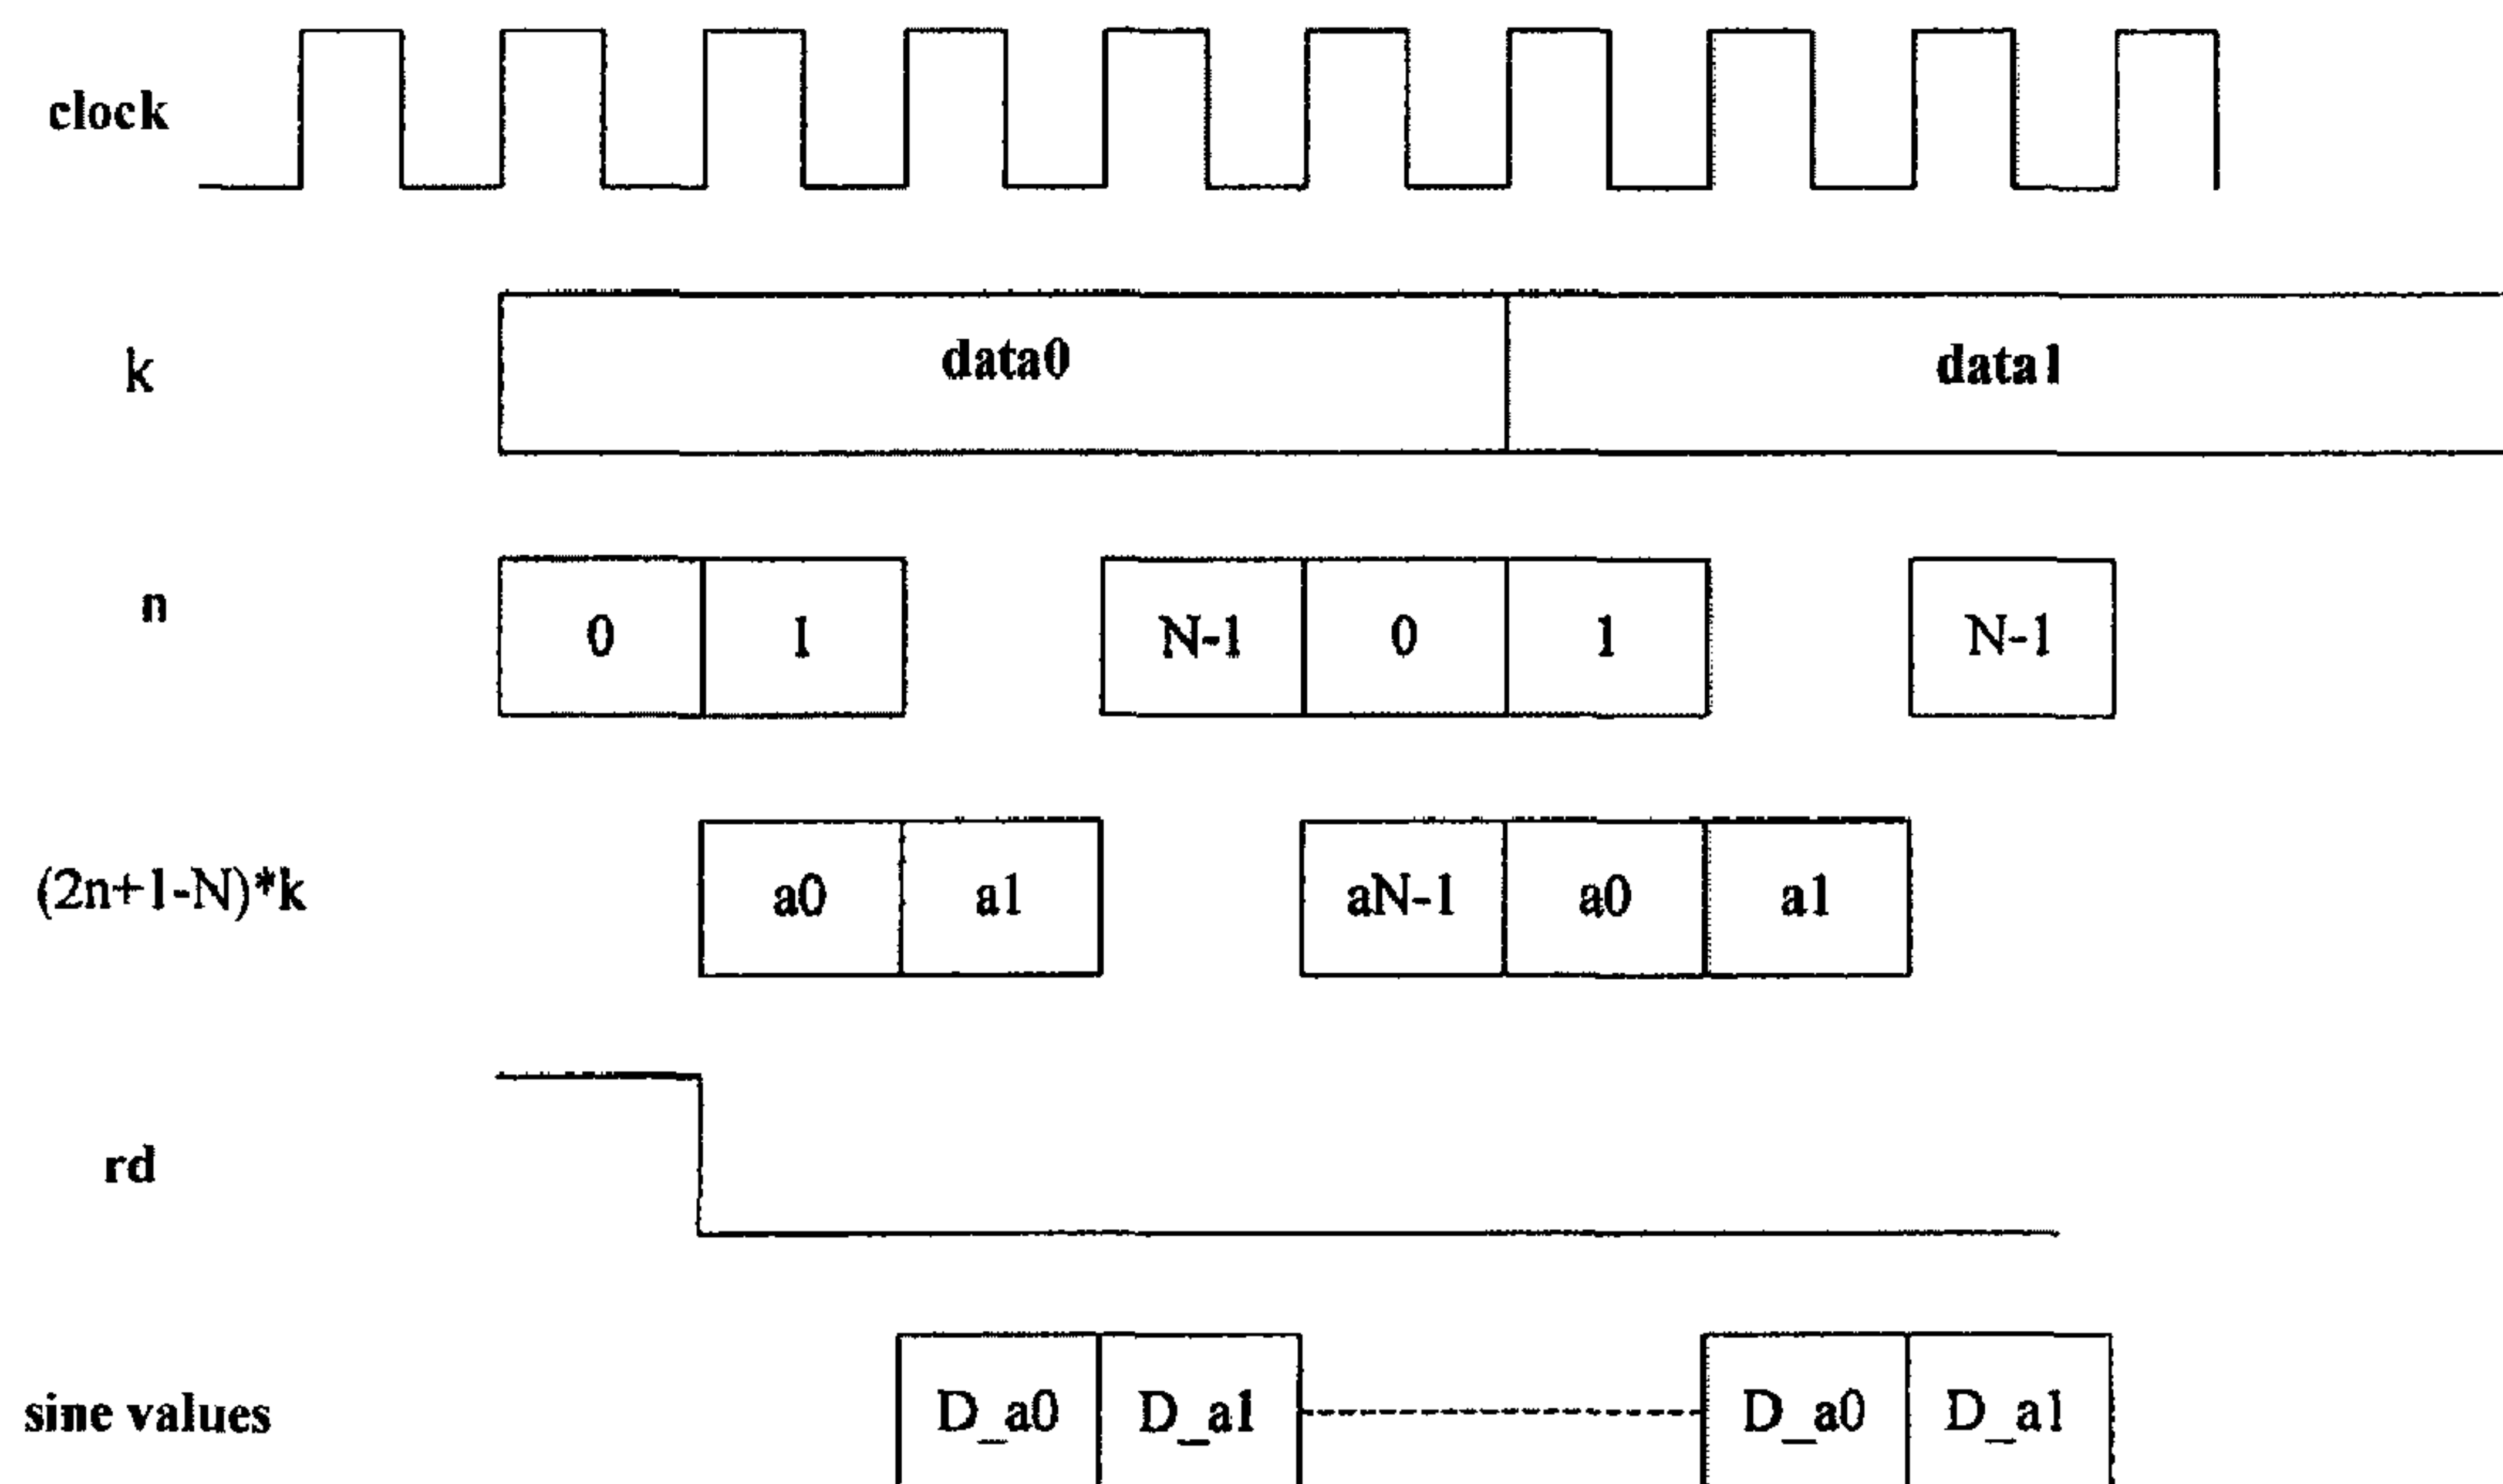 clock
k data0 data1
n 0 1 N-1 0 1 N-1
(2n+1-N)*k a0 a1 aN-1 a0 a1
rd
sine values D_a0 D_a1 D_a0 D_a1